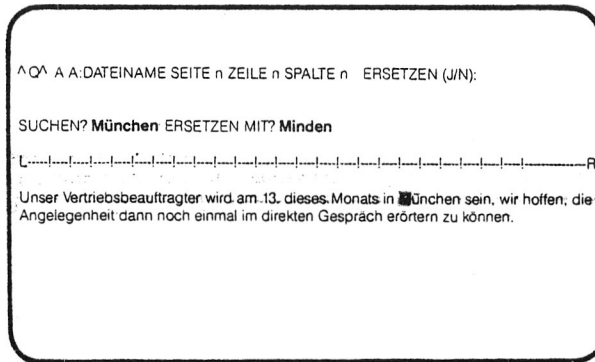 ^Q^ A A:DATEINAME SEITE n ZEILE n SPALTE n ERSETZEN (J/N):
SUCHEN? München ERSETZEN MIT? Minden
L----!----!----!----!----!----!----!----!----!----!----!----!----!----!----!----!--------------R
Unser Vertriebsbeauftragter wird am 13. dieses Monats in München sein, wir hoffen, die
Angelegenheit dann noch einmal im direkten Gespräch erörtern zu können.